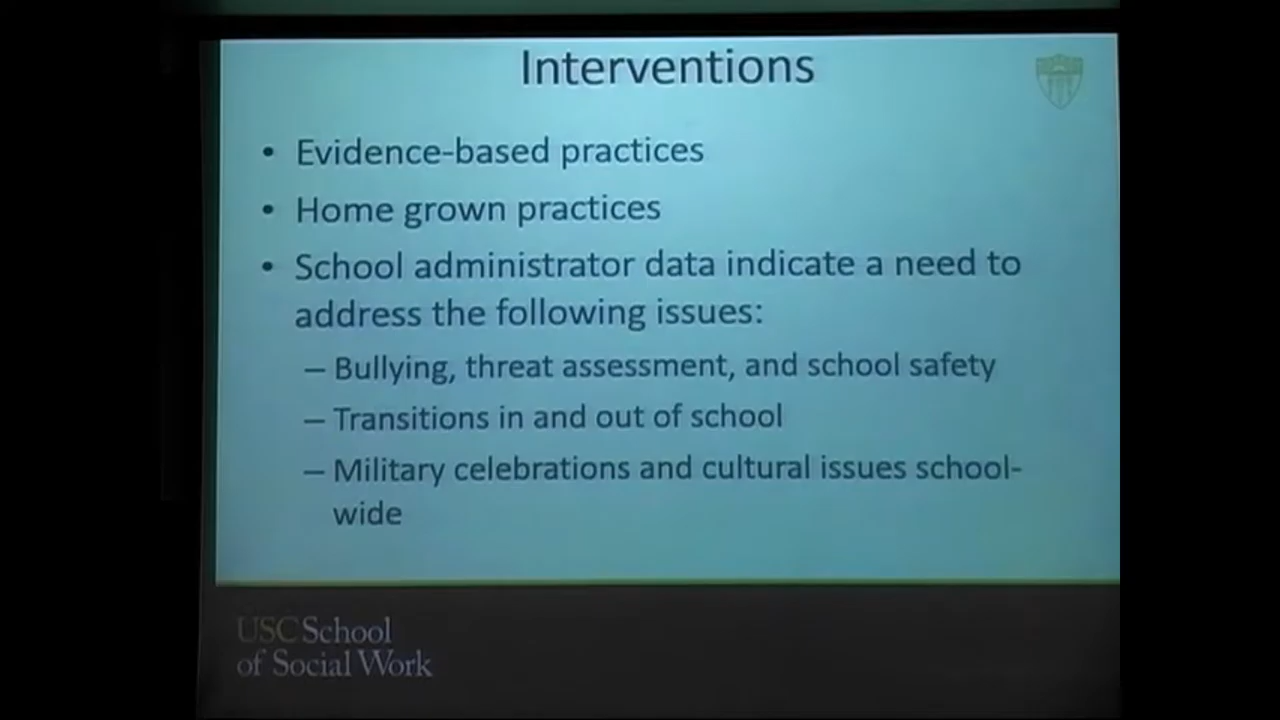 Interventions
• Evidence-based practices
• Home grown practices
• School administrator data indicate a need to
address the following issues:
– Bullying, threat assessment, and school safety
– Transitions in and out of school
– Military celebrations and cultural issues school-
wide
USC School
of Social Work